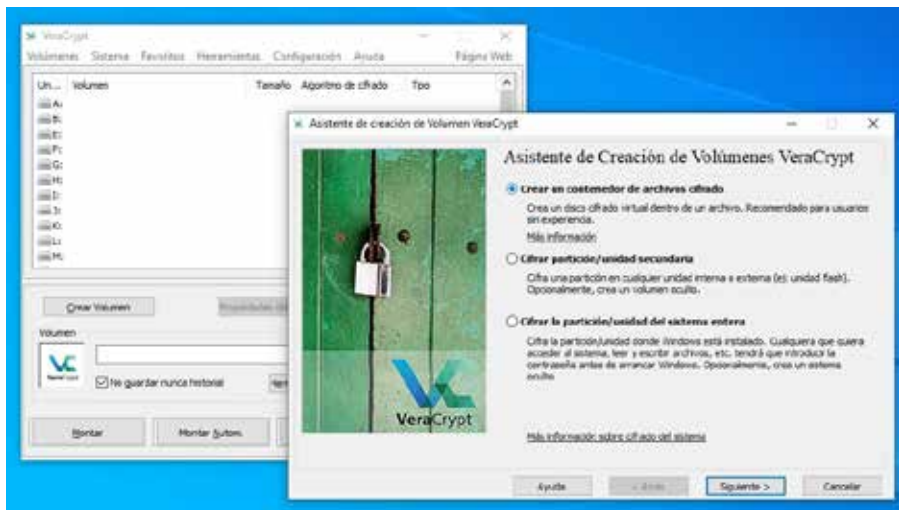 VeraCrypt
Volúmenes Sistema Favoritos Herramientas Configuración Ayuda Página Web
Un... Volumen Tamaño Algoritmo de cifrado Tipo
A:
B:
E:
F:
G:
H:
I:
J:
K:
L:
M:
Crear Volumen
Volumen
No guardar nunca historial
Montar Montar Autom.
Asistente de creación de Volumen VeraCrypt
Asistente de Creación de Volúmenes VeraCrypt
Crear un contenedor de archivos cifrado
Crea un disco cifrado virtual dentro de un archivo. Recomendado para usuarios
sin experiencia.
Más información
Cifrar partición/unidad secundaria
Cifra una partición en cualquier unidad interna o externa (ej: unidad flash).
Opcionalmente, crea un volumen oculto.
Cifrar la partición/unidad del sistema entera
Cifra la partición/unidad donde Windows está instalado. Cualquiera que quiera
acceder al sistema, leer y escribir archivos, etc. tendrá que introducir la
contraseña antes de arrancar Windows. Opcionalmente, crea un sistema
oculto
Más información sobre cifrado del sistema
VeraCrypt
Ayuda < Atrás Siguiente > Cancelar